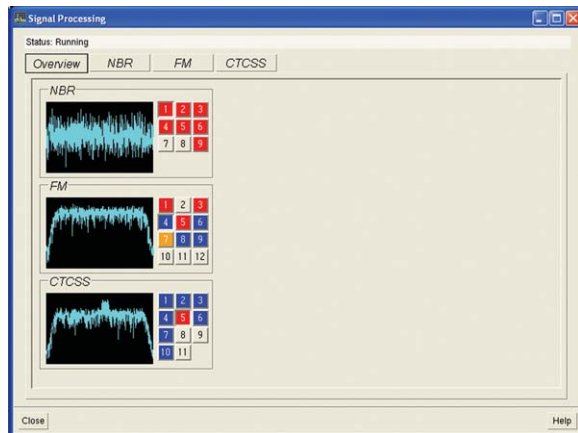 Signal Processing
Status: Running
Overview NBR FM CTCSS
NBR
1 2 3
4 5 6
7 8 9
FM
1 2 3
4 5 6
7 8 9
10 11 12
CTCSS
1 2 3
4 5 6
7 8 9
10 11
Close Help